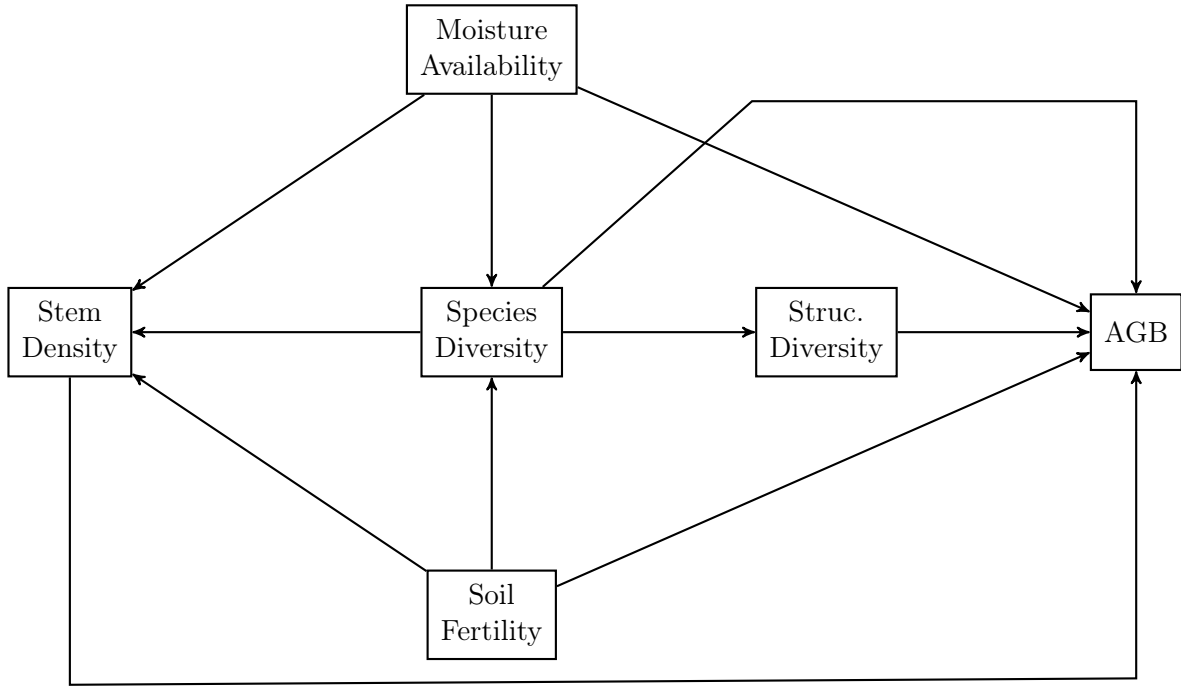 Moisture
Availability
Stem
Density
Species
Diversity
Struc.
Diversity
AGB
Soil
Fertility